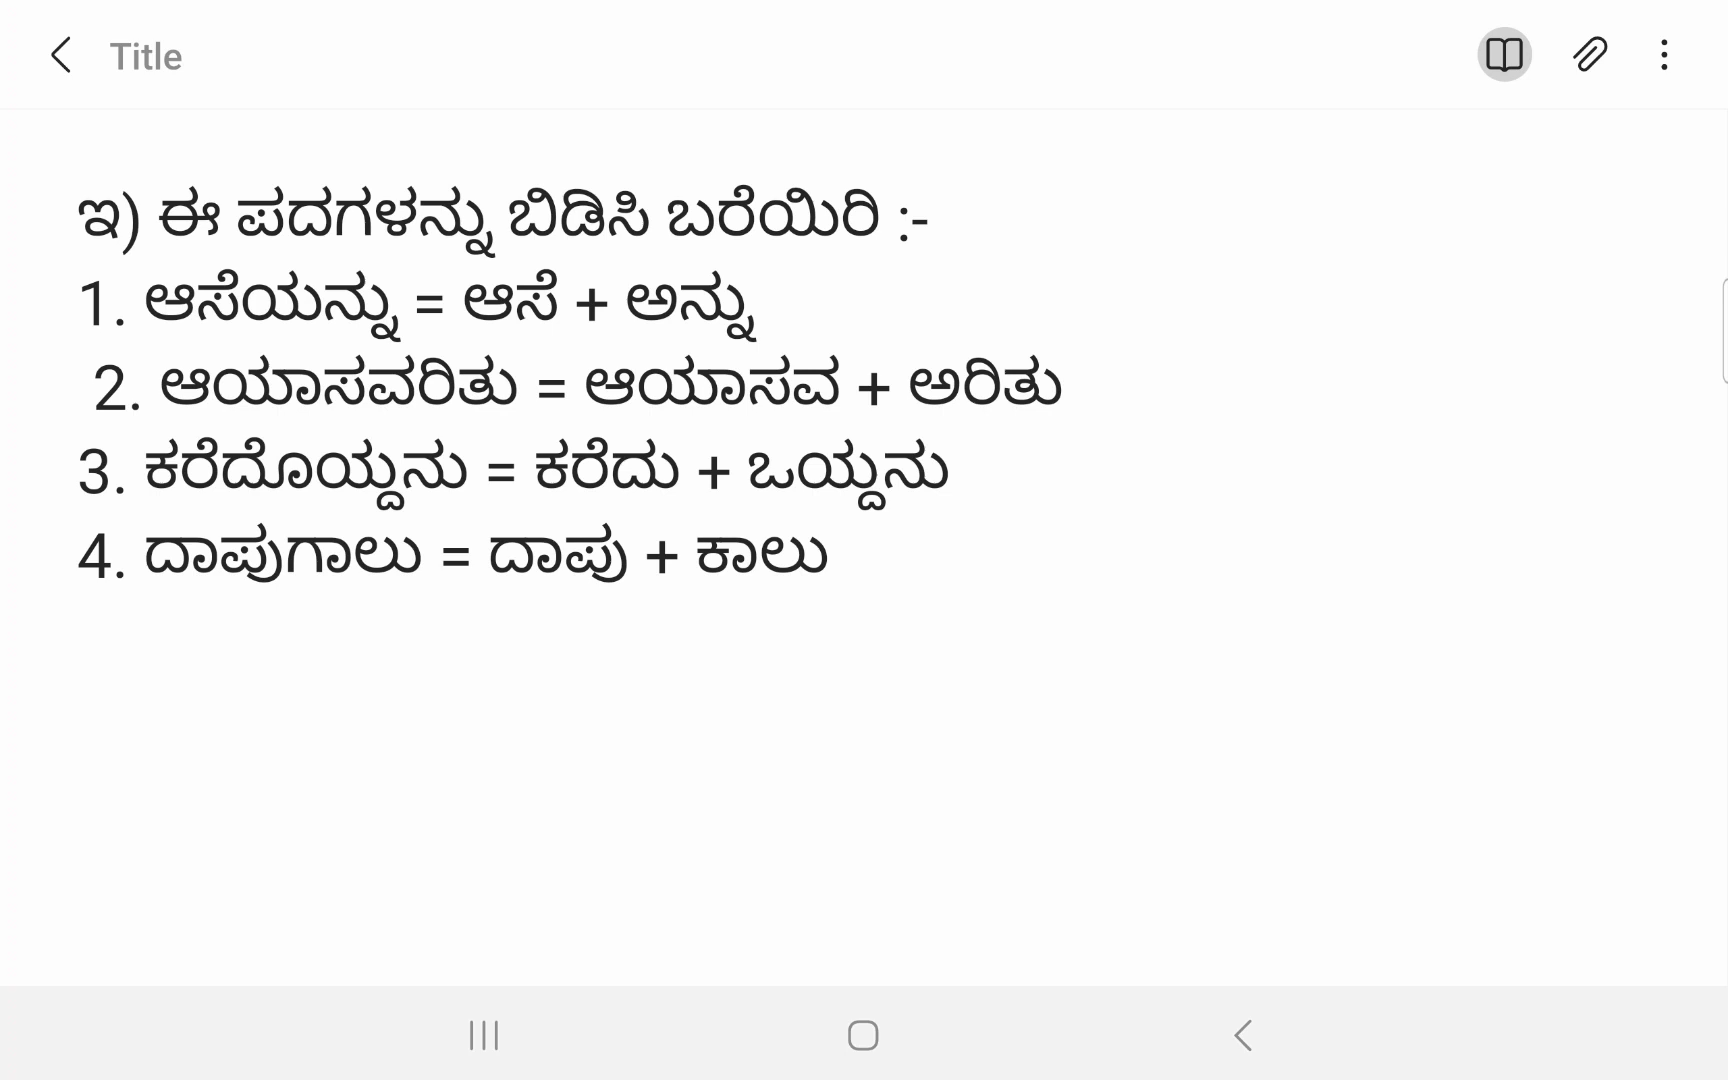 Title
ಇ) ಈ ಪದಗಳನ್ನು ಬಿಡಿಸಿ ಬರೆಯಿರಿ :-
1. ಆಸೆಯನ್ನು = ಆಸೆ + ಅನ್ನು
2. ಆಯಾಸವರಿತು = ಆಯಾಸವ + ಅರಿತು
3. ಕರೆದೊಯ್ದನು = ಕರೆದು + ಒಯ್ದನು
4. ದಾಪುಗಾಲು = ದಾಪು + ಕಾಲು